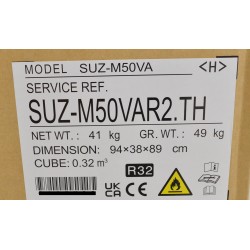 MODEL SUZ-M50VA <H>
SERVICE REF.
SUZ-M50VAR2.TH
NET WT.: 41 kg GR.WT.: 49 kg
DIMENSION: 94×38×89 cm
CUBE: 0.32 m³
R32
UK CA CE